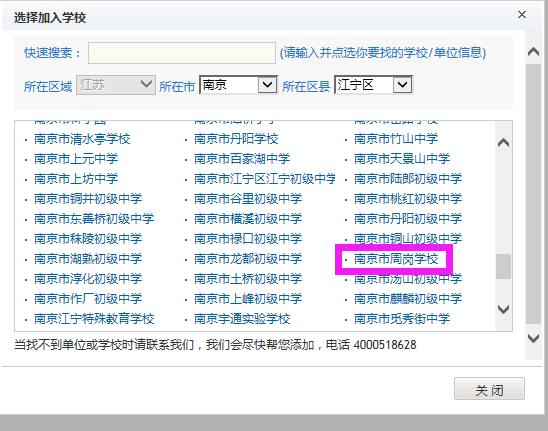 选择加入学校 ×
快速搜索： (请输入并点选你要找的学校/单位信息)
所在区域 江苏 所在市 南京 所在区县 江宁区
南京市清水亭学校 南京市丹阳学校 南京市竹山中学
南京市上元中学 南京市百家湖中学 南京市天景山中学
南京市上坊中学 南京市江宁区江宁初级中学 南京市陆郎初级中学
南京市铜井初级中学 南京市谷里初级中学 南京市桃红初级中学
南京市东善桥初级中学 南京市横溪初级中学 南京市丹阳初级中学
南京市秣陵初级中学 南京市禄口初级中学 南京市铜山初级中学
南京市湖熟初级中学 南京市龙都初级中学 南京市周岗学校
南京市淳化初级中学 南京市土桥初级中学 南京市汤山初级中学
南京市作厂初级中学 南京市上峰初级中学 南京市麒麟初级中学
南京江宁特殊教育学校 南京宇通实验学校 南京市觅秀街中学
当找不到单位或学校时请联系我们，我们会尽快帮您添加，电话 4000518628
关 闭